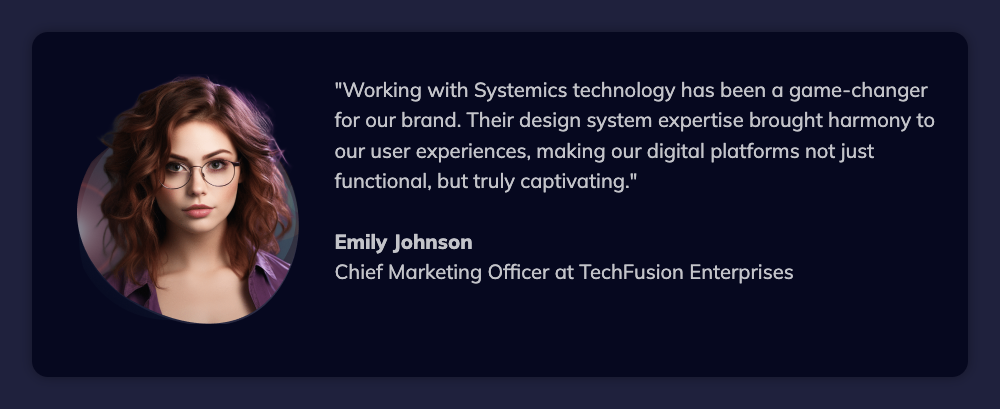 "Working with Systemics technology has been a game-changer
for our brand. Their design system expertise brought harmony to
our user experiences, making our digital platforms not just
functional, but truly captivating."
Emily Johnson
Chief Marketing Officer at TechFusion Enterprises